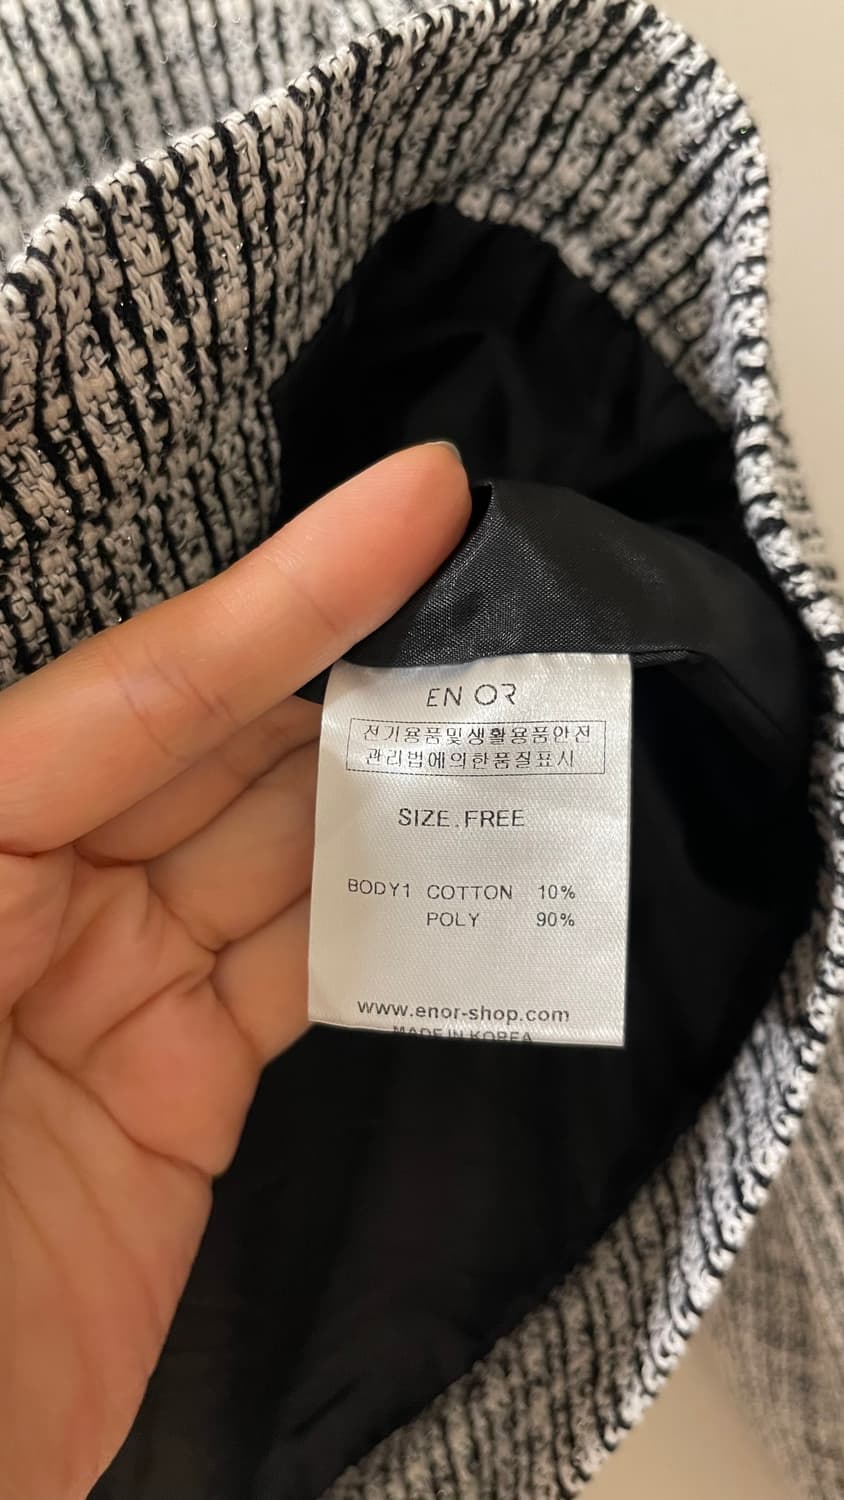 EN OR
전기용품및생활용품안전
관리법에의한품질표시
SIZE.FREE
BODY1 COTTON 10%
POLY 90%
www.enor-shop.com
MADE IN KOREA